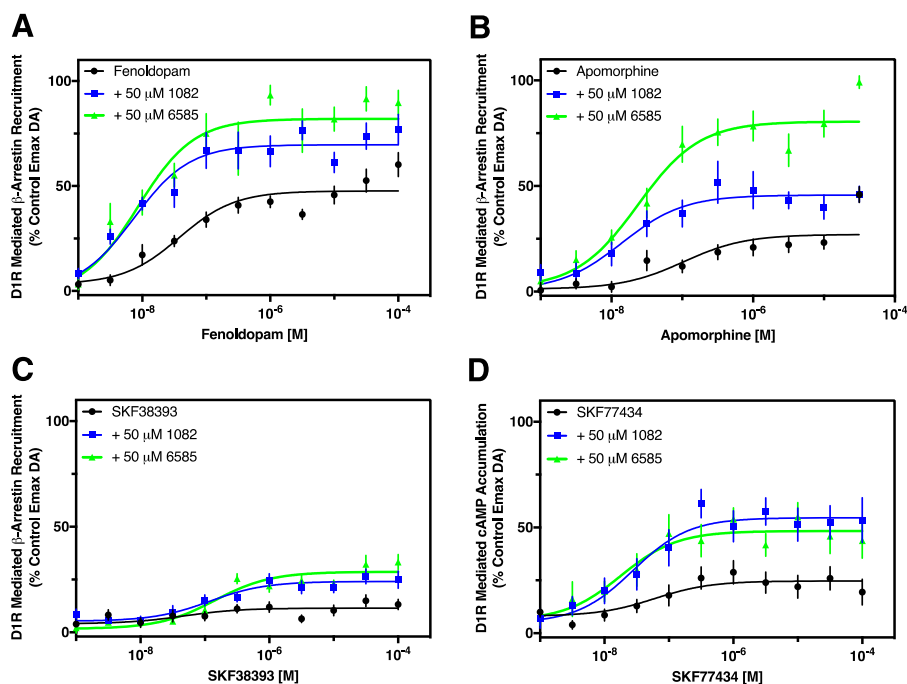 A
D1R Mediated β-Arrestin Recruitment
(% Control Emax DA)
100
50
0
Fenoldopam
+ 50 μM 1082
+ 50 μM 6585
10-8
10-6
10-4
Fenoldopam [M]
B
D1R Mediated β-Arrestin Recruitment
(% Control Emax DA)
100
50
0
Apomorphine
+ 50 μM 1082
+ 50 μM 6585
10-8
10-6
10-4
Apomorphine [M]
C
D1R Mediated β-Arrestin Recruitment
(% Control Emax DA)
100
50
0
SKF38393
+ 50 μM 1082
+ 50 μM 6585
10-8
10-6
10-4
SKF38393 [M]
D
D1R Mediated cAMP Accumulation
(% Control Emax DA)
100
50
0
SKF77434
+ 50 μM 1082
+ 50 μM 6585
10-8
10-6
10-4
SKF77434 [M]